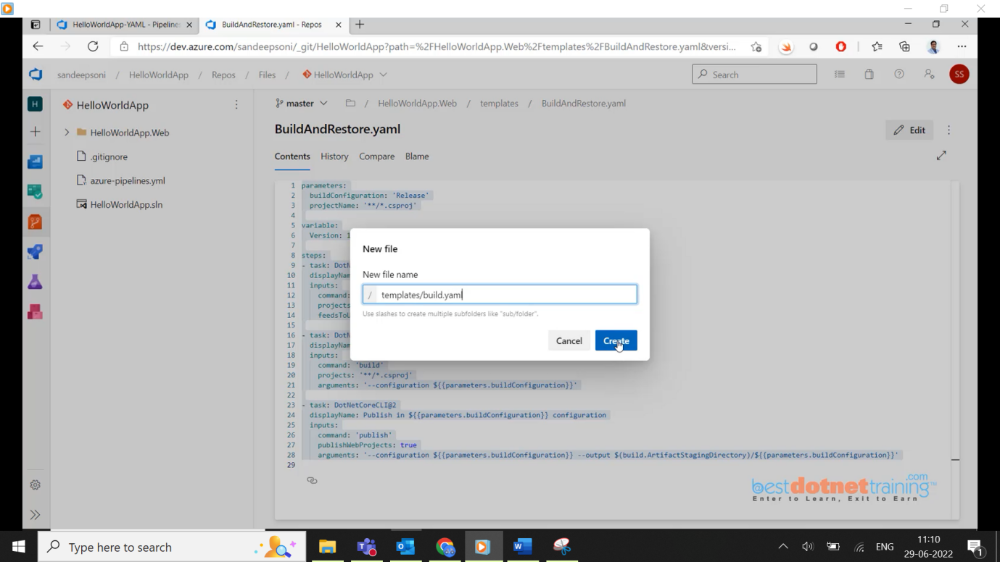 HelloWorldApp-YAML - Pipeline
BuildAndRestore.yaml - Repos
https://dev.azure.com/sandeepsoni/_git/HelloWorldApp?path=%2FHelloWorldApp.Web%2Ftemplates%2FBuildAndRestore.yaml&versi...
sandeepsoni / HelloWorldApp / Repos / Files / HelloWorldApp
Search
SS
H
HelloWorldApp
HelloWorldApp.Web
.gitignore
azure-pipelines.yml
HelloWorldApp.sln
master / HelloWorldApp.Web / templates / BuildAndRestore.yaml
BuildAndRestore.yaml
Edit
Contents History Compare Blame
1 parameters:
2 buildConfiguration: 'Release'
3 projectName: '**/*.csproj'
4
5 variable:
6 Version: 1
7
8 steps:
9 - task: DotN
10 displayNam
11 inputs:
12 command:
13 projects
14 feedsToU
15
16 - task: DotN
17 displayNam
18 inputs:
19 command: 'build'
20 projects: '**/*.csproj'
21 arguments: '--configuration ${{parameters.buildConfiguration}}'
22
23 - task: DotNetCoreCLI@2
24 displayName: Publish in ${{parameters.buildConfiguration}} configuration
25 inputs:
26 command: 'publish'
27 publishWebProjects: true
28 arguments: '--configuration ${{parameters.buildConfiguration}} --output $(build.ArtifactStagingDirectory)/${{parameters.buildConfiguration}}'
29
New file
New file name
/ templates/build.yaml
Use slashes to create multiple subfolders like "sub/folder".
Cancel
Create
bestdotnettraining.com™
Enter to Learn, Exit to Earn
Type here to search
ENG
11:10
29-06-2022
1